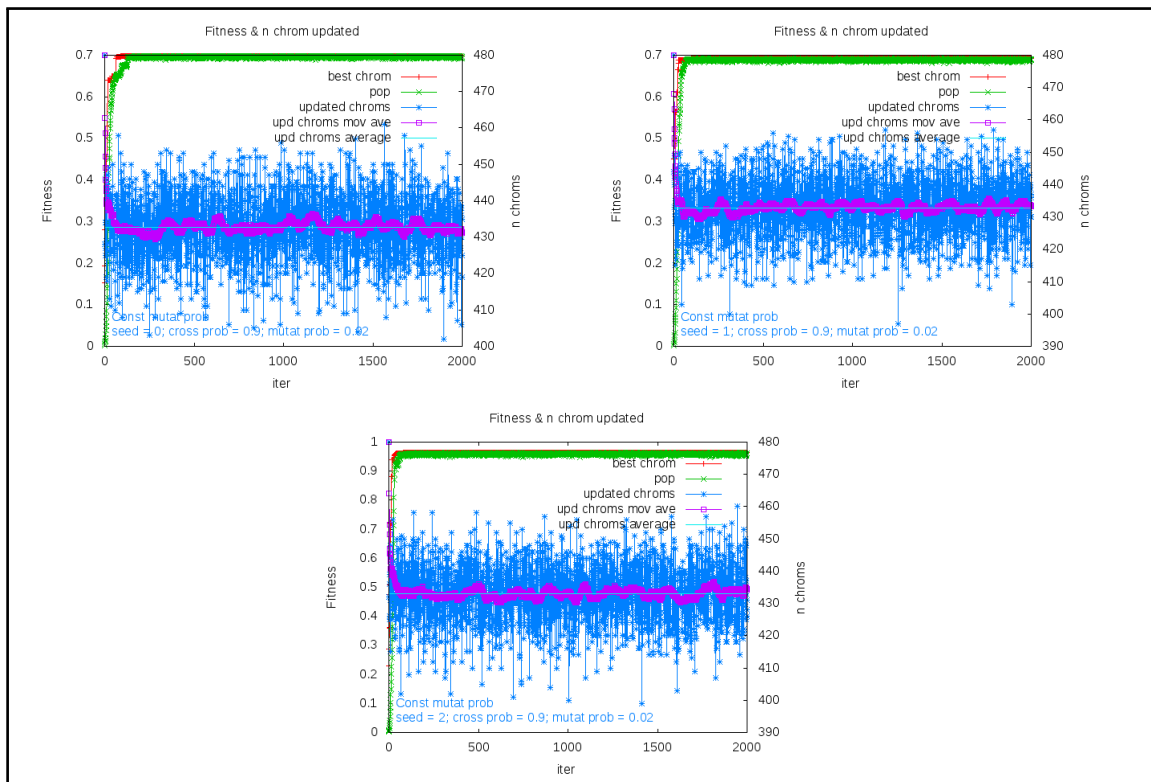 Fitness & n chrom updated
0.7
0.6
0.5
0.4
0.3
0.2
0.1
0
Fitness
480
470
460
450
440
430
420
410
400
n chroms
best chrom
pop
updated chroms
upd chroms mov ave
upd chroms average
Const mutat prob
seed = 0; cross prob = 0.9; mutat prob = 0.02
0 500 1000 1500 2000
iter
Fitness & n chrom updated
0.7
0.6
0.5
0.4
0.3
0.2
0.1
0
Fitness
480
470
460
450
440
430
420
410
400
390
n chroms
best chrom
pop
updated chroms
upd chroms mov ave
upd chroms average
Const mutat prob
seed = 1; cross prob = 0.9; mutat prob = 0.02
0 500 1000 1500 2000
iter
Fitness & n chrom updated
1
0.9
0.8
0.7
0.6
0.5
0.4
0.3
0.2
0.1
0
Fitness
480
470
460
450
440
430
420
410
400
390
n chroms
best chrom
pop
updated chroms
upd chroms mov ave
upd chroms average
Const mutat prob
seed = 2; cross prob = 0.9; mutat prob = 0.02
0 500 1000 1500 2000
iter